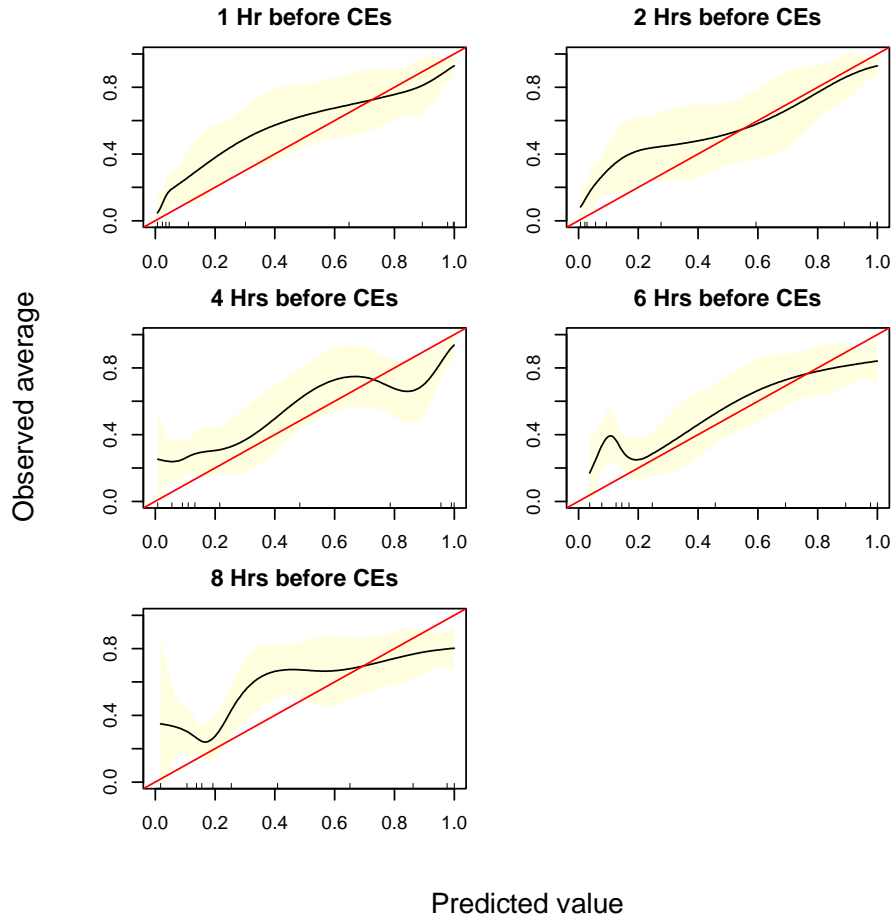 1 Hr before CEs
2 Hrs before CEs
0.0 0.4 0.8
0.0 0.2 0.4 0.6 0.8 1.0
0.0 0.4 0.8
0.0 0.2 0.4 0.6 0.8 1.0
4 Hrs before CEs
6 Hrs before CEs
0.0 0.4 0.8
0.0 0.2 0.4 0.6 0.8 1.0
0.0 0.4 0.8
0.0 0.2 0.4 0.6 0.8 1.0
8 Hrs before CEs
0.0 0.4 0.8
0.0 0.2 0.4 0.6 0.8 1.0
Observed average
Predicted value